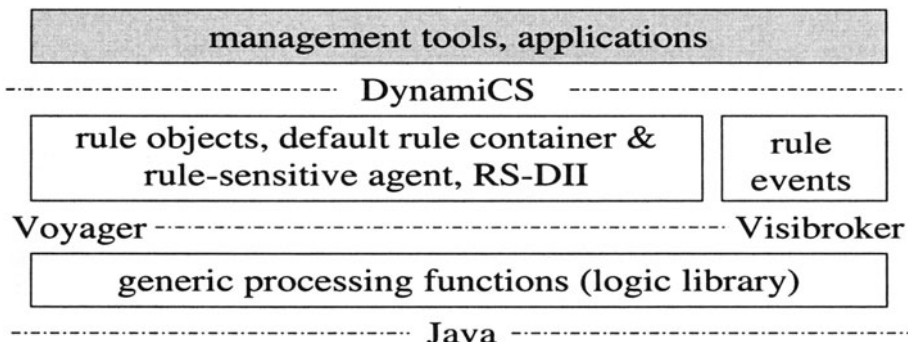 management tools, applications
DynamiCS
rule objects, default rule container &
rule-sensitive agent, RS-DII
rule
events
Voyager
Visibroker
generic processing functions (logic library)
Java